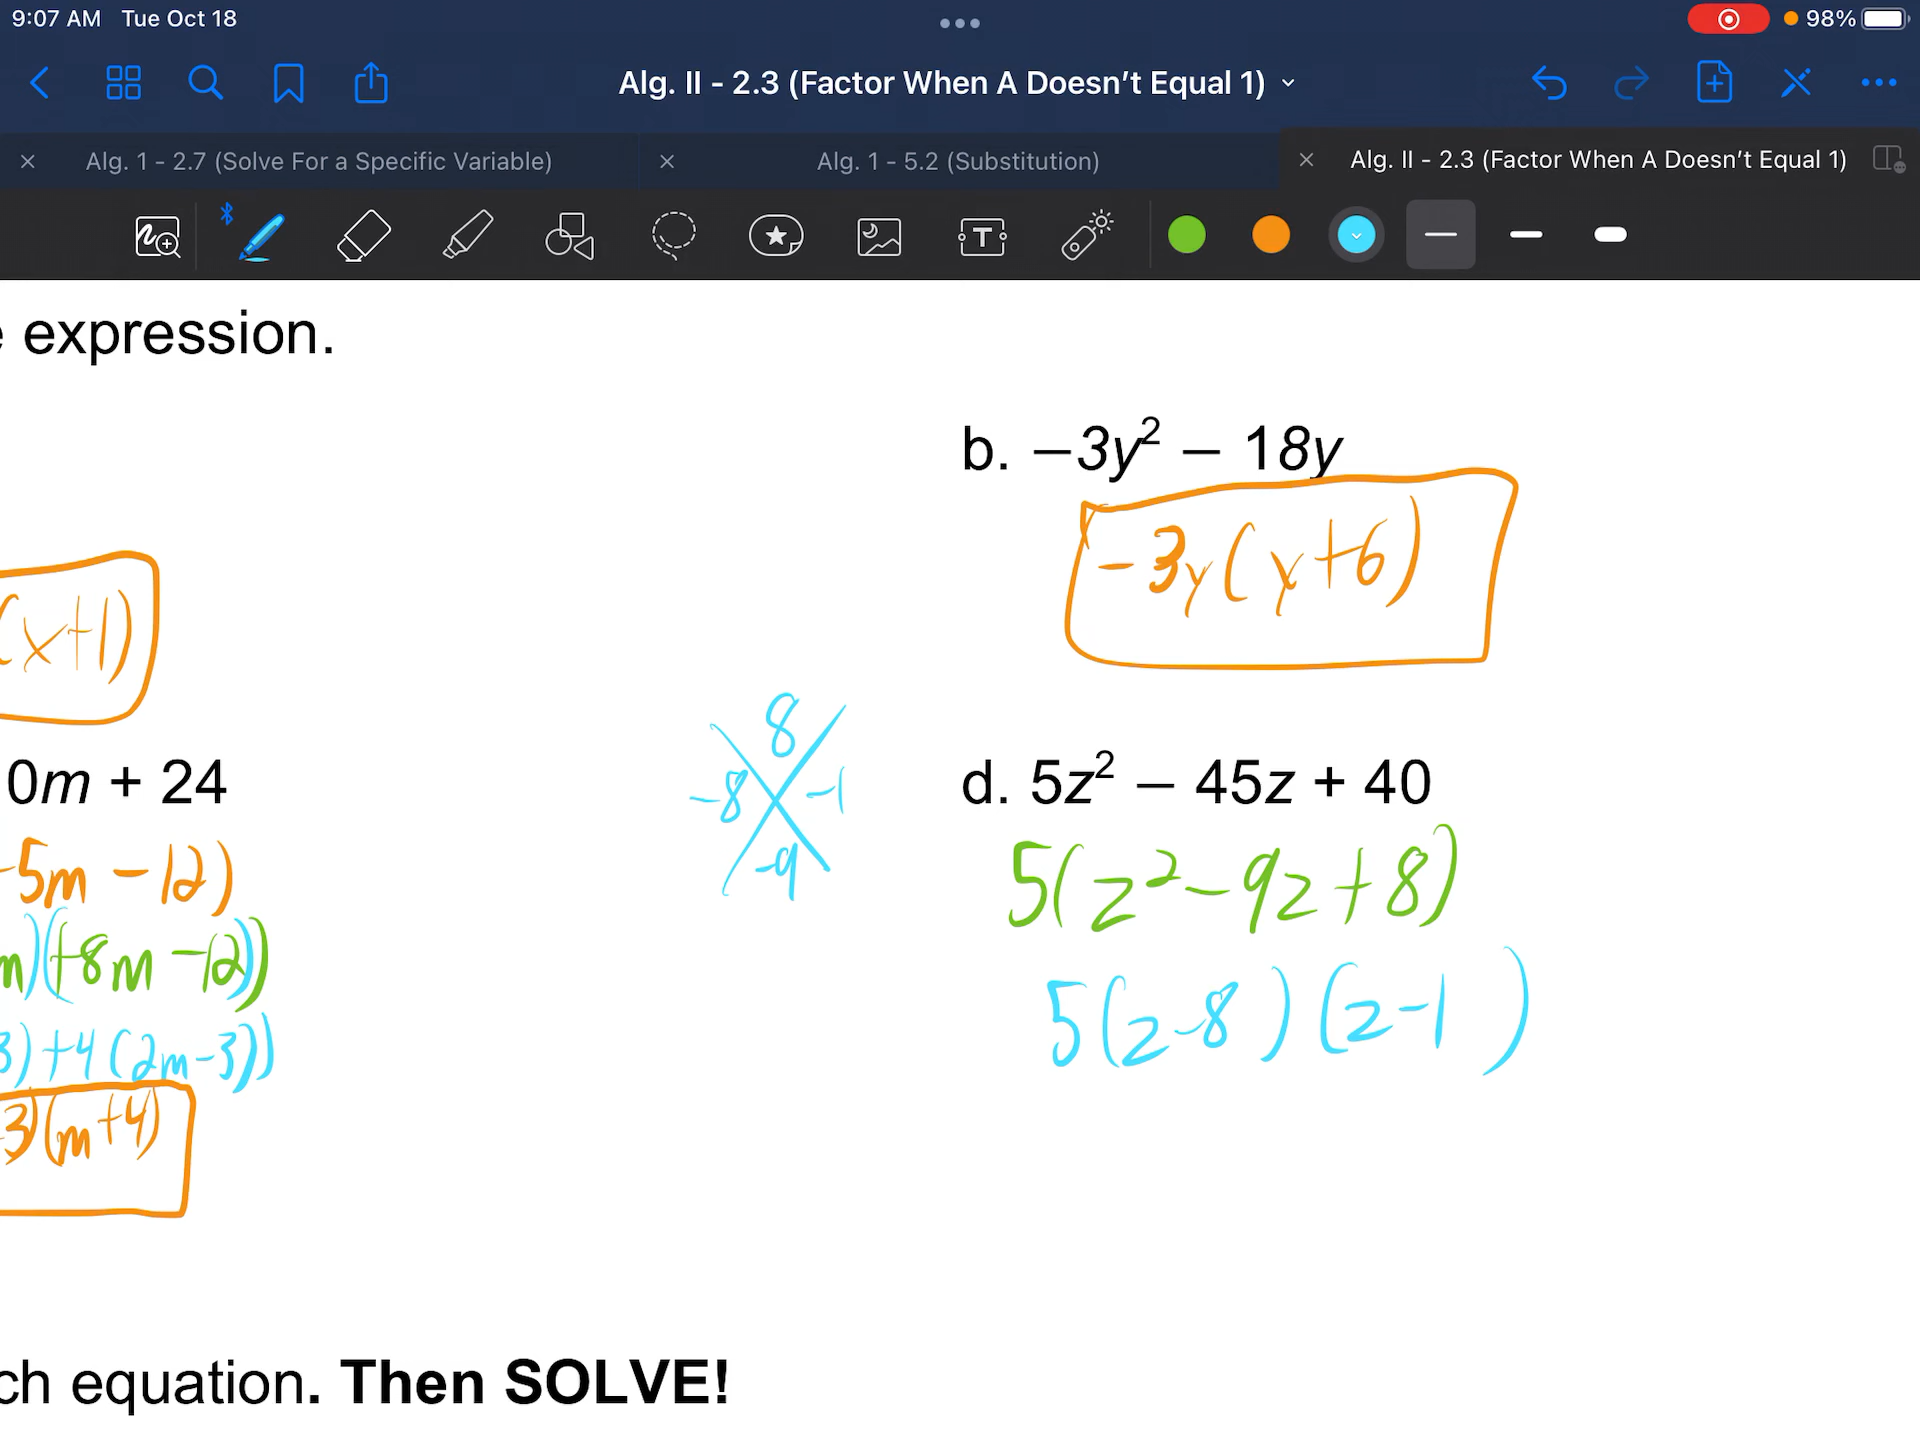 9:07 AM Tue Oct 18
98%
Alg. II - 2.3 (Factor When A Doesn't Equal 1)
Alg. 1 - 2.7 (Solve For a Specific Variable)
Alg. 1 - 5.2 (Substitution)
Alg. II - 2.3 (Factor When A Doesn't Equal 1)
e expression.
b. –3y² – 18y
-3y(x+6)
(x+1)
0m + 24
-5m -12)
m)(+8m -12))
3)+4(2m-3))
3)(m+4)
8
-8 -1
-9
d. 5z² – 45z + 40
5(z²-9z+8)
5(z-8)(z-1)
ch equation. Then SOLVE!